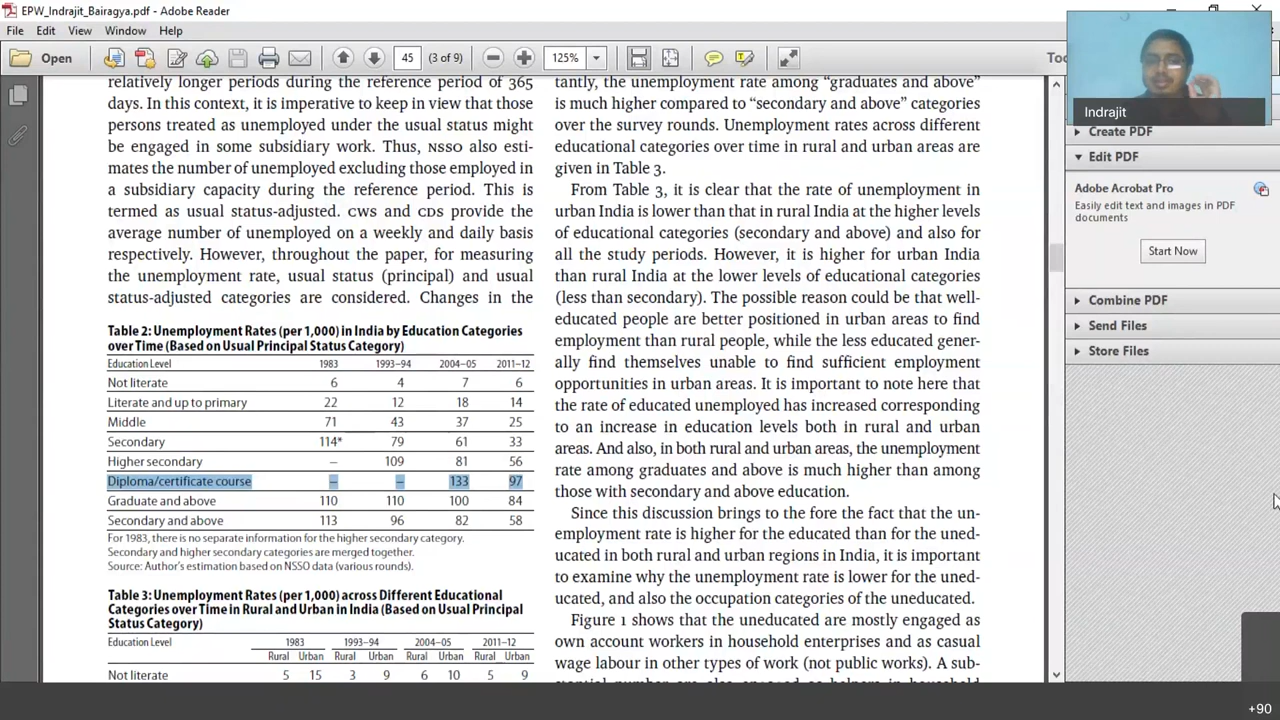 EPW_Indrajit_Bairagya.pdf - Adobe Reader
File Edit View Window Help
Open 45 (3 of 9) 125%
relatively longer periods during the reference period of 365
days. In this context, it is imperative to keep in view that those
persons treated as unemployed under the usual status might
be engaged in some subsidiary work. Thus, NSSO also esti-
mates the number of unemployed excluding those employed in
a subsidiary capacity during the reference period. This is
termed as usual status-adjusted. CWS and CDS provide the
average number of unemployed on a weekly and daily basis
respectively. However, throughout the paper, for measuring
the unemployment rate, usual status (principal) and usual
status-adjusted categories are considered. Changes in the
Table 2: Unemployment Rates (per 1,000) in India by Education Categories
over Time (Based on Usual Principal Status Category)
Education Level 1983 1993–94 2004–05 2011–12
Not literate 6 4 7 6
Literate and up to primary 22 12 18 14
Middle 71 43 37 25
Secondary 114* 79 61 33
Higher secondary – 109 81 56
Diploma/certificate course – – 133 97
Graduate and above 110 110 100 84
Secondary and above 113 96 82 58
For 1983, there is no separate information for the higher secondary category.
Secondary and higher secondary categories are merged together.
Source: Author's estimation based on NSSO data (various rounds).
Table 3: Unemployment Rates (per 1,000) across Different Educational
Categories over Time in Rural and Urban in India (Based on Usual Principal
Status Category)
Education Level 1983 1993–94 2004–05 2011–12
Rural Urban Rural Urban Rural Urban Rural Urban
Not literate 5 15 3 9 6 10 5 9
tantly, the unemployment rate among “graduates and above”
is much higher compared to “secondary and above” categories
over the survey rounds. Unemployment rates across different
educational categories over time in rural and urban areas are
given in Table 3.
From Table 3, it is clear that the rate of unemployment in
urban India is lower than that in rural India at the higher levels
of educational categories (secondary and above) and also for
all the study periods. However, it is higher for urban India
than rural India at the lower levels of educational categories
(less than secondary). The possible reason could be that well-
educated people are better positioned in urban areas to find
employment than rural people, while the less educated gener-
ally find themselves unable to find sufficient employment
opportunities in urban areas. It is important to note here that
the rate of educated unemployed has increased corresponding
to an increase in education levels both in rural and urban
areas. And also, in both rural and urban areas, the unemployment
rate among graduates and above is much higher than among
those with secondary and above education.
Since this discussion brings to the fore the fact that the un-
employment rate is higher for the educated than for the uned-
ucated in both rural and urban regions in India, it is important
to examine why the unemployment rate is lower for the uned-
ucated, and also the occupation categories of the uneducated.
Figure 1 shows that the uneducated are mostly engaged as
own account workers in household enterprises and as casual
wage labour in other types of work (not public works). A sub-
Indrajit
Create PDF
Edit PDF
Adobe Acrobat Pro
Easily edit text and images in PDF
documents
Start Now
Combine PDF
Send Files
Store Files
+90